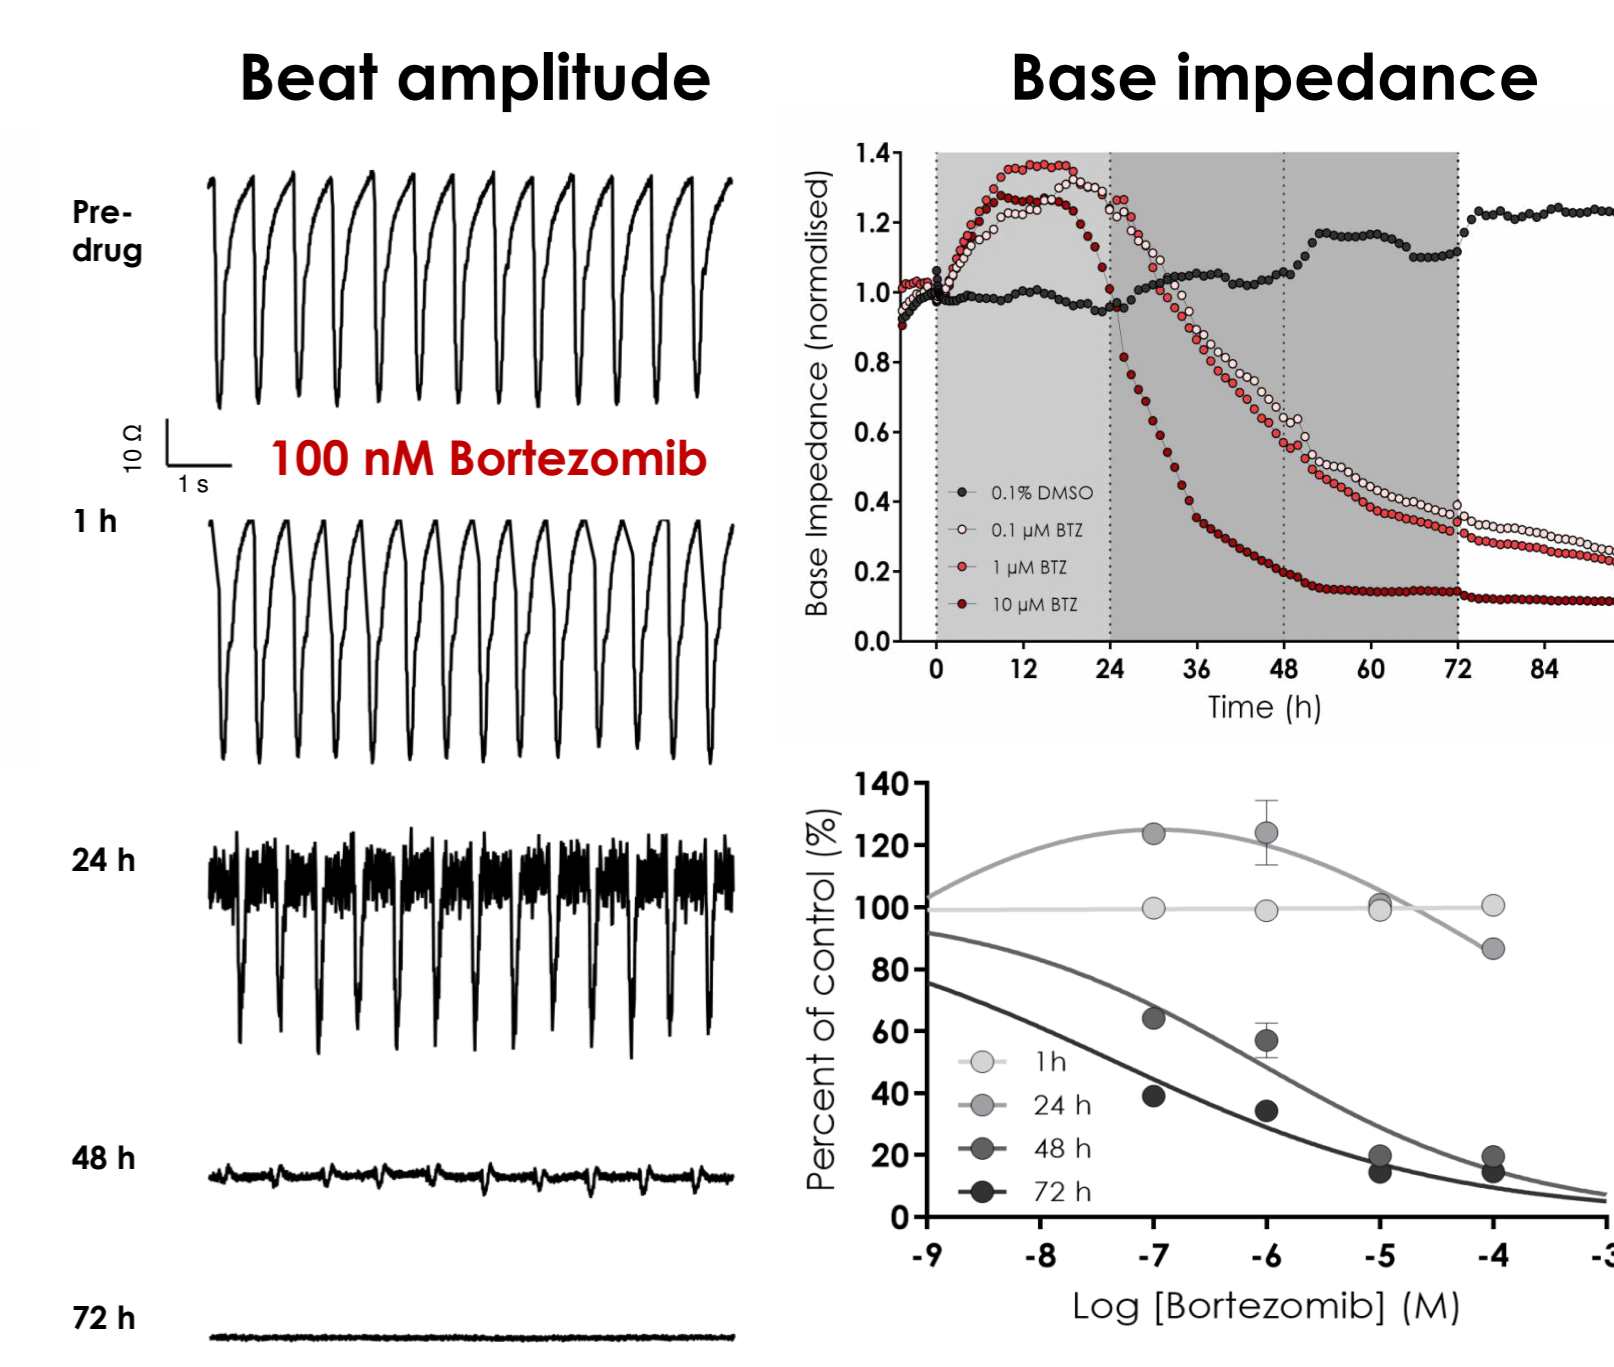 Beat amplitude
Pre-
drug
10 Ω
1 s
100 nM Bortezomib
1 h
24 h
48 h
72 h
Base impedance
Base Impedance (normalised)
1.4
1.2
1.0
0.8
0.6
0.4
0.2
0.0
0.1% DMSO
0.1 µM BTZ
1 µM BTZ
10 µM BTZ
0 12 24 36 48 60 72 84
Time (h)
Percent of control (%)
140
120
100
80
60
40
20
0
1h
24 h
48 h
72 h
-9 -8 -7 -6 -5 -4 -3
Log [Bortezomib] (M)